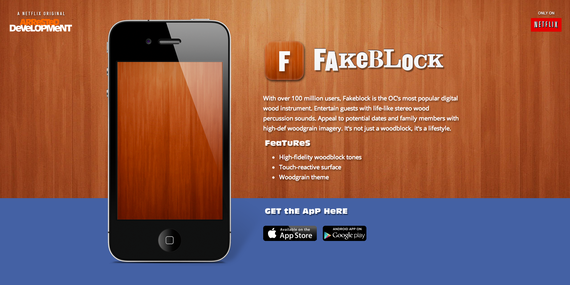 A NETFLIX ORIGINAL
ARRESTED
DeVeLOPMeNT
ONLY ON
NETFLIX
F
FAKeBLOCK
With over 100 million users, Fakeblock is the OC's most popular digital
wood instrument. Entertain guests with life-like stereo wood
percussion sounds. Appeal to potential dates and family members with
high-def woodgrain imagery. It's not just a woodblock, it's a lifestyle.
FeaTuReS
• High-fidelity woodblock tones
• Touch-reactive surface
• Woodgrain theme
GET thE ApP HeRE
Available on the
App Store
ANDROID APP ON
Google play